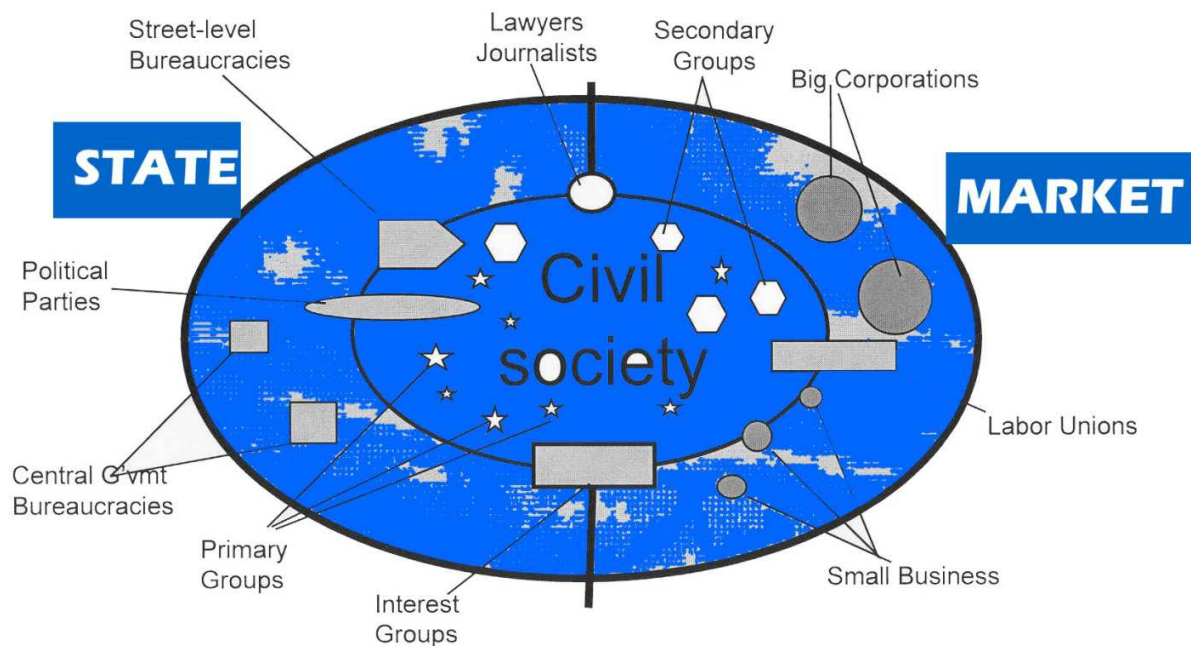 Street-level
Bureaucracies
Lawyers
Journalists
Secondary
Groups
Big Corporations
STATE
MARKET
Political
Parties
Civil
society
Labor Unions
Central G'vmt
Bureaucracies
Primary
Groups
Interest
Groups
Small Business